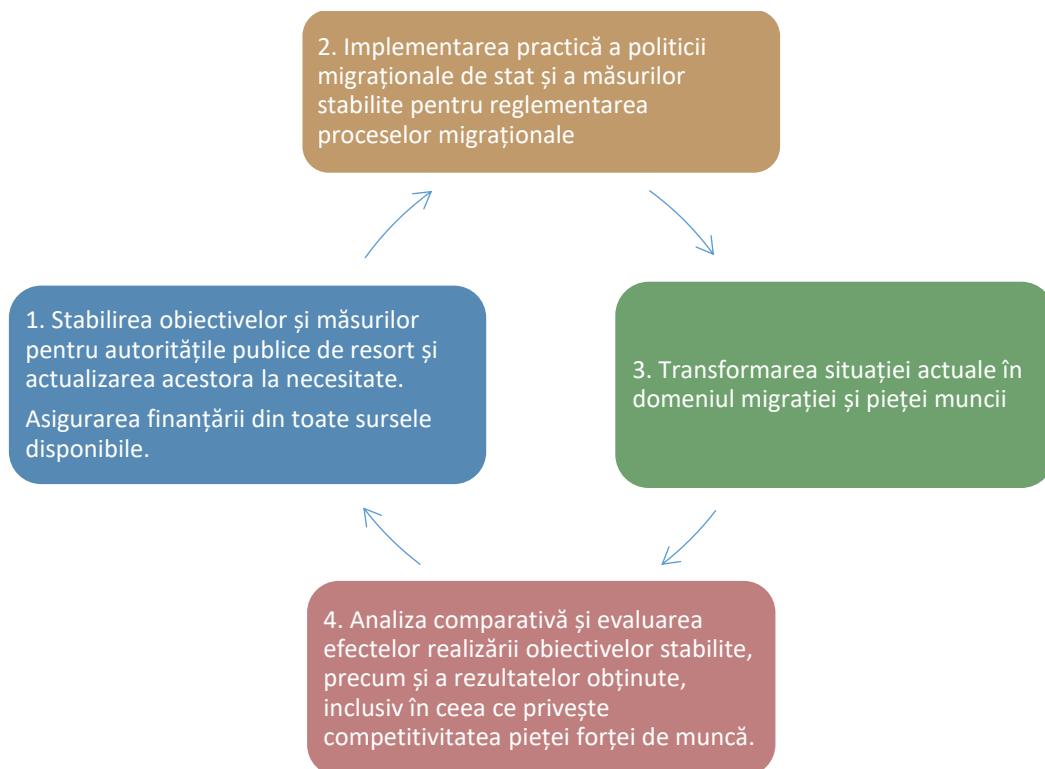 2. Implementarea practică a politicii
migraționale de stat și a măsurilor
stabilite pentru reglementarea
proceselor migraționale
1. Stabilirea obiectivelor și măsurilor
pentru autoritățile publice de resort și
actualizarea acestora la necesitate.
Asigurarea finanțării din toate sursele
disponibile.
3. Transformarea situației actuale în
domeniul migrației și pieței muncii
4. Analiza comparativă și evaluarea
efectelor realizării obiectivelor stabilite,
precum și a rezultatelor obținute,
inclusiv în ceea ce privește
competitivitatea pieței forței de muncă.